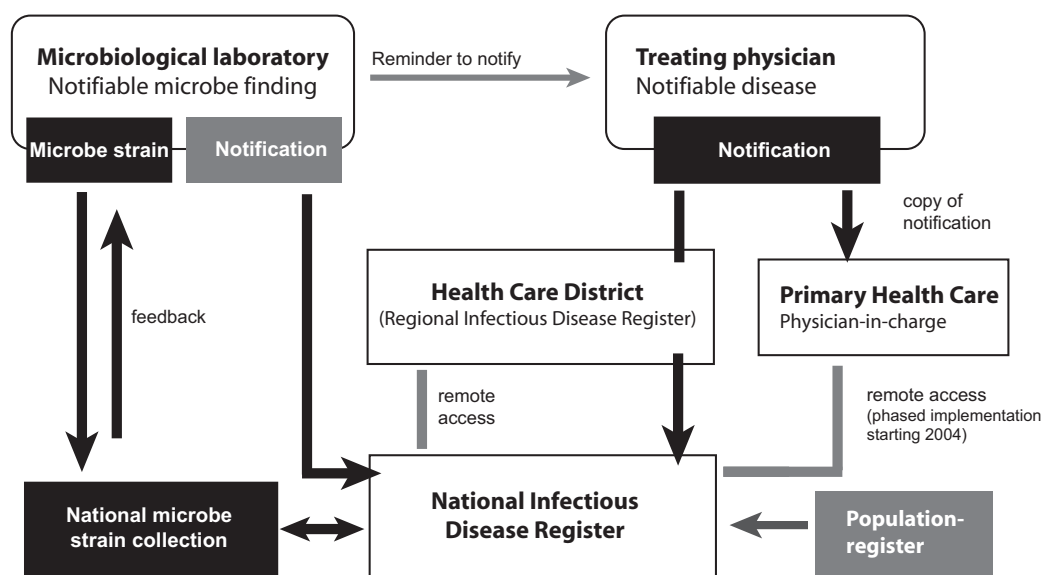 Microbiological laboratory
Notifiable microbe finding
Microbe strain
Notification
Reminder to notify
Treating physician
Notifiable disease
Notification
copy of
notification
feedback
Health Care District
(Regional Infectious Disease Register)
Primary Health Care
Physician-in-charge
remote
access
remote access
(phased implementation
starting 2004)
National microbe
strain collection
National Infectious
Disease Register
Population-
register